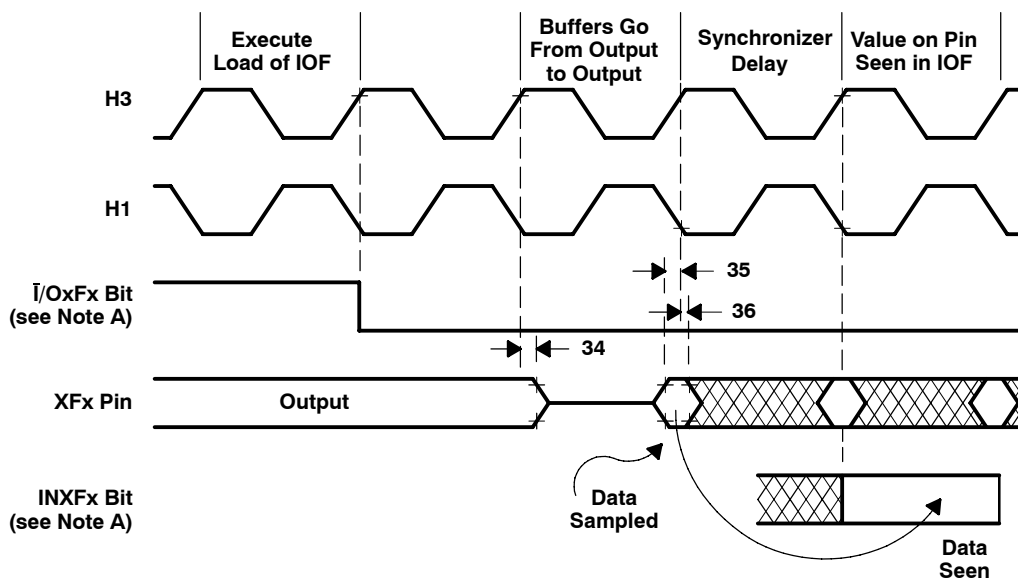 Execute
Load of IOF
Buffers Go
From Output
to Output
Synchronizer
Delay
Value on Pin
Seen in IOF
H3
H1
Ī/OxFx Bit
(see Note A)
35
36
34
XFx Pin
Output
INXFx Bit
(see Note A)
Data
Sampled
Data
Seen